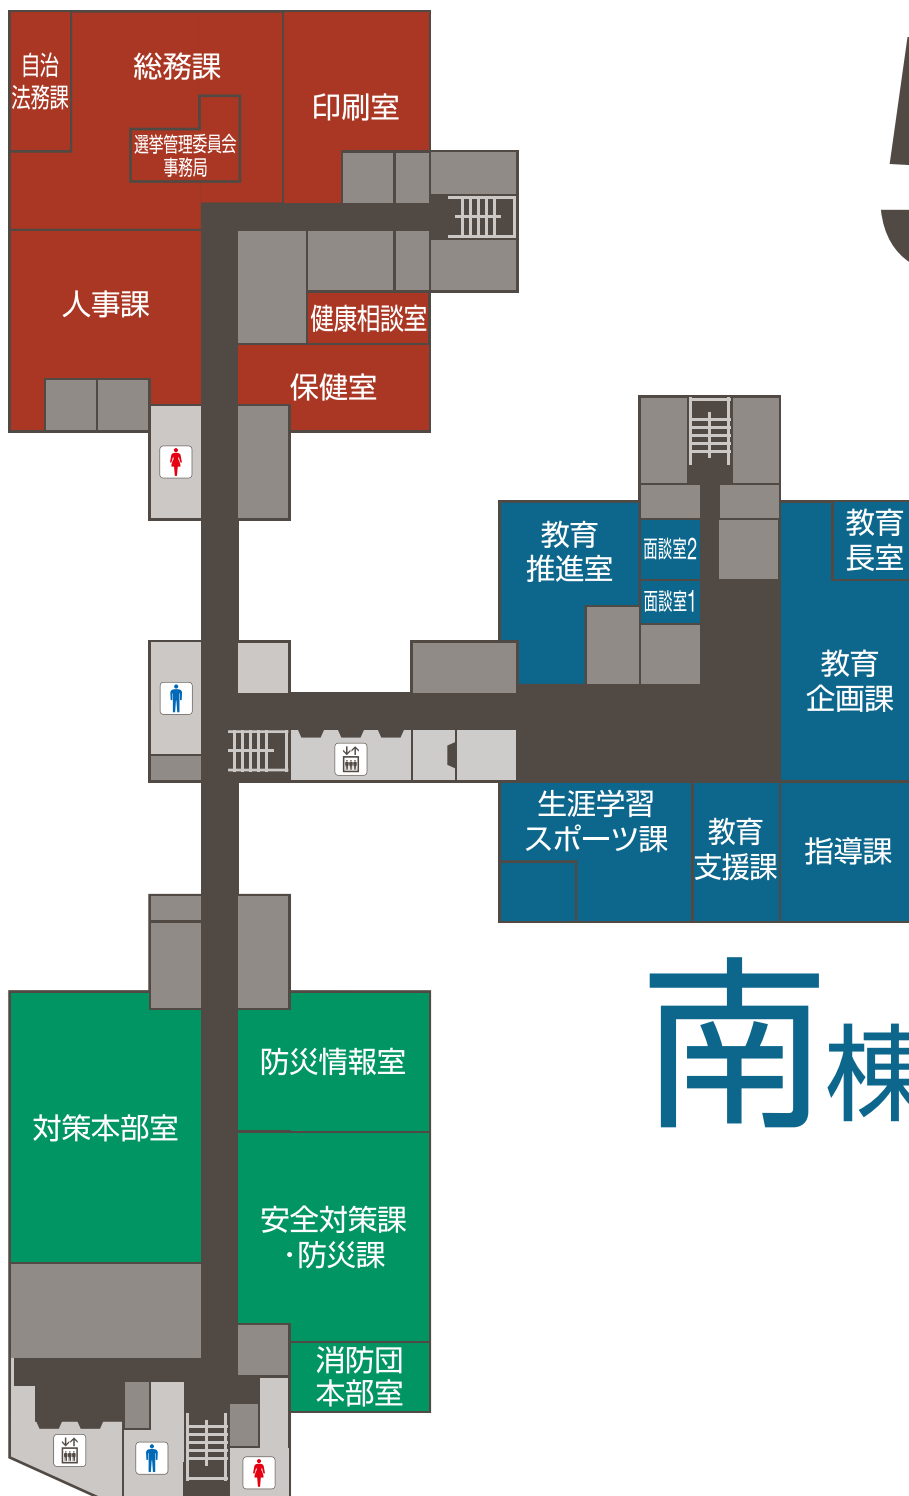 自治
法務課
総務課
選挙管理委員会
事務局
印刷室
人事課
健康相談室
保健室
教育
推進室
面談室2
面談室1
教育
長室
教育
企画課
生涯学習
スポーツ課
教育
支援課
指導課
南棟
防災情報室
対策本部室
安全対策課
・防災課
消防団
本部室